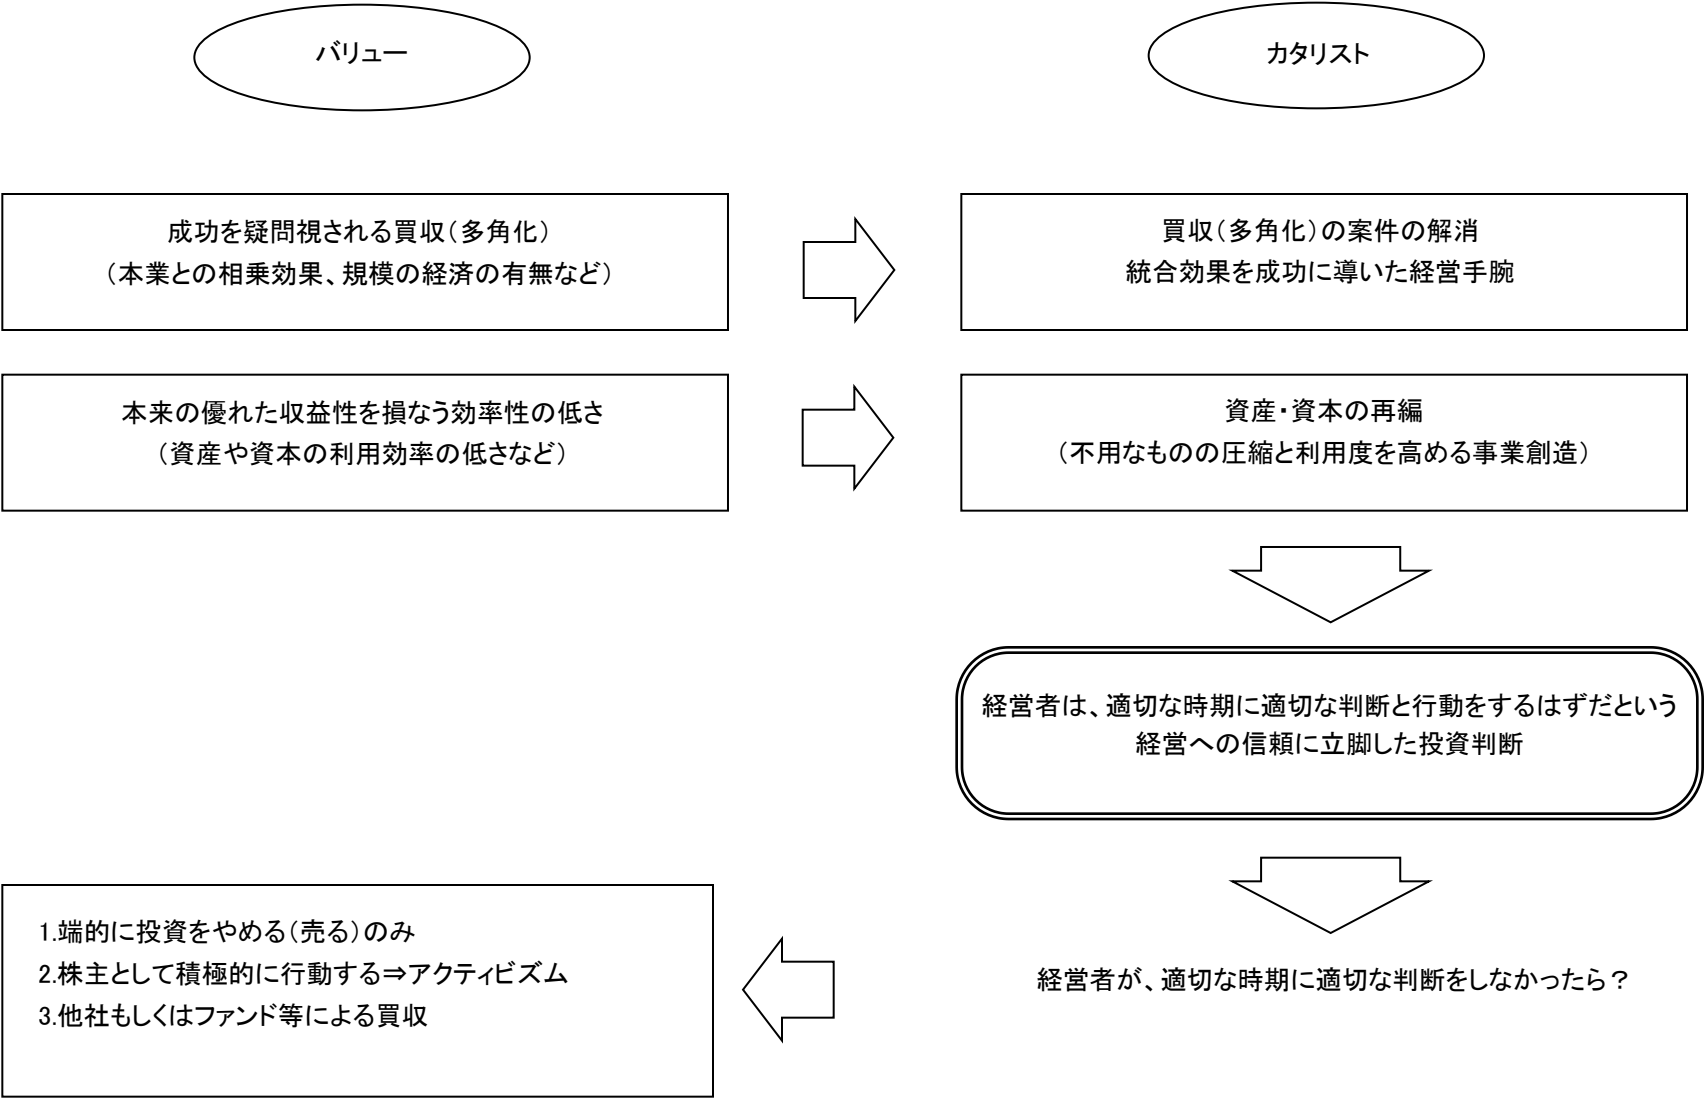 バリュー
カタリスト
成功を疑問視される買収（多角化）
（本業との相乗効果、規模の経済の有無など）
買収（多角化）の案件の解消
統合効果を成功に導いた経営手腕
本来の優れた収益性を損なう効率性の低さ
（資産や資本の利用効率の低さなど）
資産・資本の再編
（不用なものの圧縮と利用度を高める事業創造）
経営者は、適切な時期に適切な判断と行動をするはずだという
経営への信頼に立脚した投資判断
経営者が、適切な時期に適切な判断をしなかったら？
1.端的に投資をやめる（売る）のみ
2.株主として積極的に行動する⇒アクティビズム
3.他社もしくはファンド等による買収